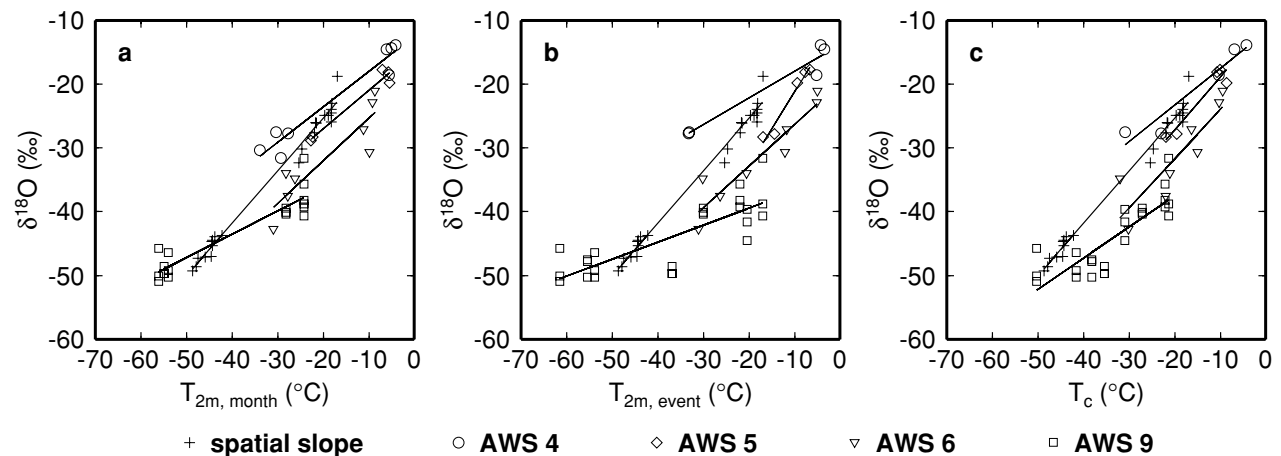 a
δ18O (‰)
-10
-20
-30
-40
-50
-60
-70 -60 -50 -40 -30 -20 -10 0
T2m, month (°C)
b
δ18O (‰)
-10
-20
-30
-40
-50
-60
-70 -60 -50 -40 -30 -20 -10 0
T2m, event (°C)
c
δ18O (‰)
-10
-20
-30
-40
-50
-60
-70 -60 -50 -40 -30 -20 -10 0
Tc (°C)
spatial slope AWS 4 AWS 5 AWS 6 AWS 9